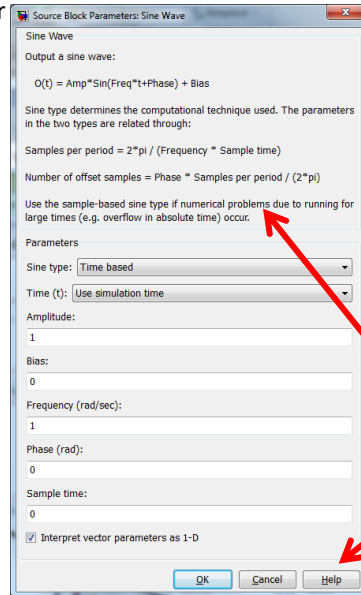 r
Source Block Parameters: Sine Wave
Sine Wave
Output a sine wave:
O(t) = Amp*Sin(Freq*t+Phase) + Bias
Sine type determines the computational technique used. The parameters
in the two types are related through:
Samples per period = 2*pi / (Frequency * Sample time)
Number of offset samples = Phase * Samples per period / (2*pi)
Use the sample-based sine type if numerical problems due to running for
large times (e.g. overflow in absolute time) occur.
Parameters
Sine type: Time based
Time (t): Use simulation time
Amplitude:
1
Bias:
0
Frequency (rad/sec):
1
Phase (rad):
0
Sample time:
0
Interpret vector parameters as 1-D
OK Cancel Help